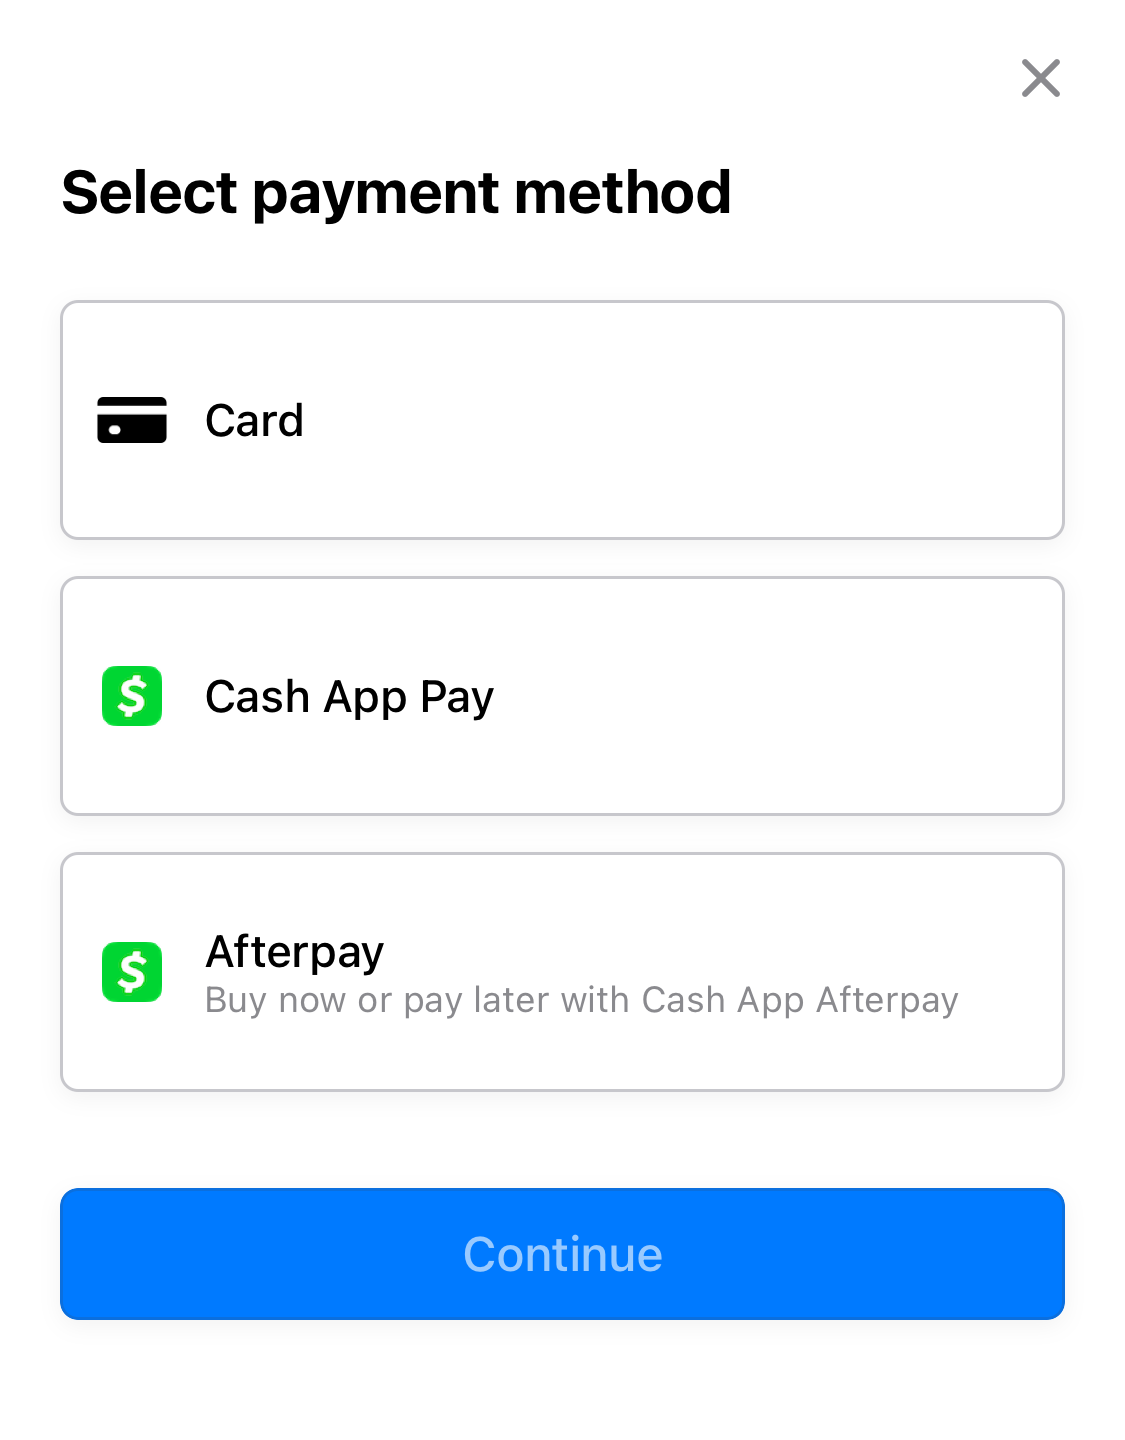 Select payment method
Card
Cash App Pay
Afterpay
Buy now or pay later with Cash App Afterpay
Continue